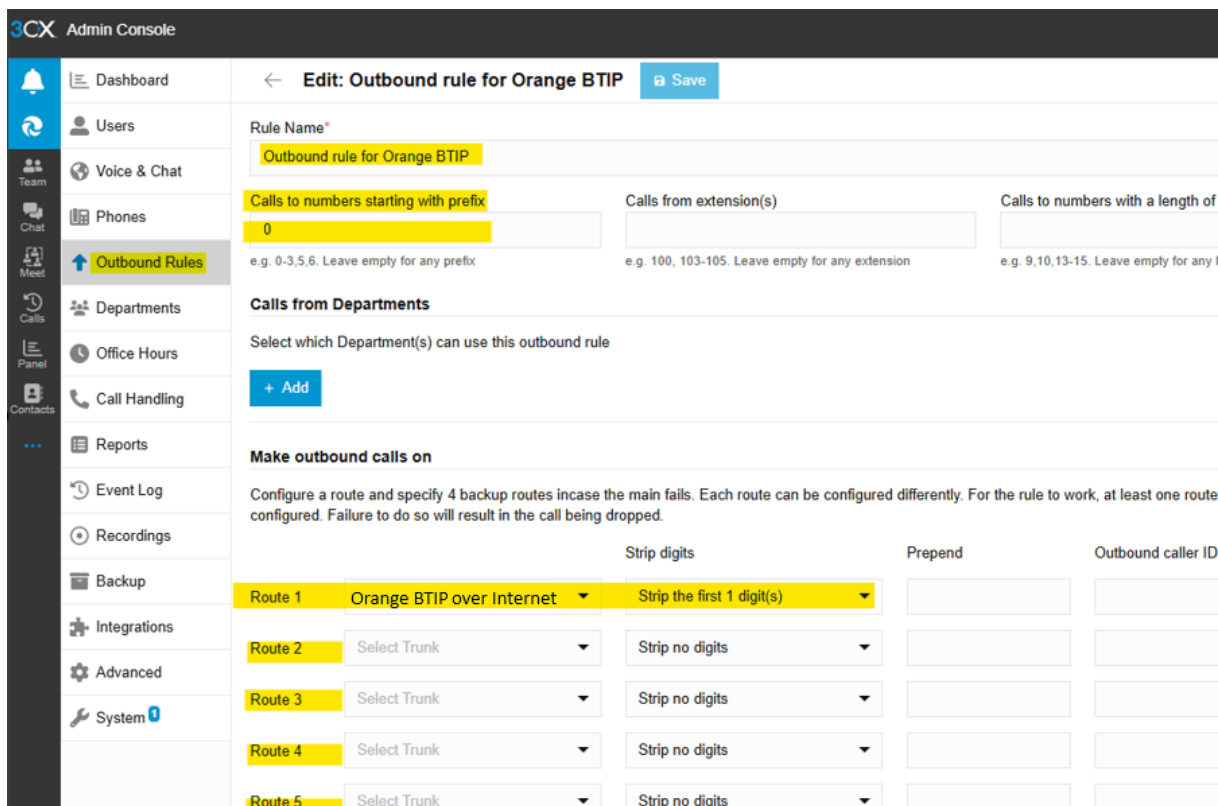 3CX Admin Console
Team
Chat
Meet
Calls
Panel
Contacts
Dashboard
Users
Voice & Chat
Phones
Outbound Rules
Departments
Office Hours
Call Handling
Reports
Event Log
Recordings
Backup
Integrations
Advanced
System 1
Edit: Outbound rule for Orange BTIP Save
Rule Name*
Outbound rule for Orange BTIP
Calls to numbers starting with prefix Calls from extension(s) Calls to numbers with a length of
0
e.g. 0-3,5,6. Leave empty for any prefix e.g. 100, 103-105. Leave empty for any extension e.g. 9,10,13-15. Leave empty for any
Calls from Departments
Select which Department(s) can use this outbound rule
+ Add
Make outbound calls on
Configure a route and specify 4 backup routes incase the main fails. Each route can be configured differently. For the rule to work, at least one route
configured. Failure to do so will result in the call being dropped.
Strip digits Prepend Outbound caller ID
Route 1 Orange BTIP over Internet Strip the first 1 digit(s)
Route 2 Select Trunk Strip no digits
Route 3 Select Trunk Strip no digits
Route 4 Select Trunk Strip no digits
Route 5 Select Trunk Strip no digits